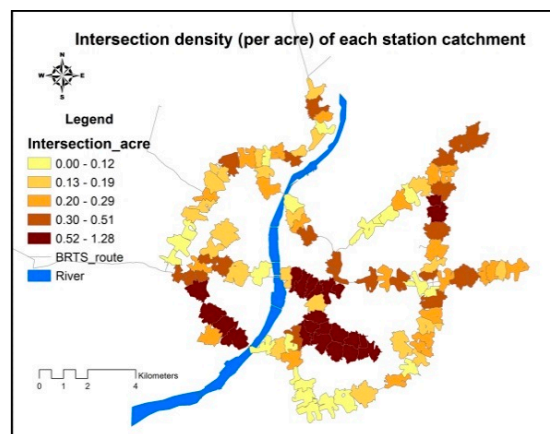 Intersection density (per acre) of each station catchment
N
W E
S
Legend
Intersection_acre
0.00 - 0.12
0.13 - 0.19
0.20 - 0.29
0.30 - 0.51
0.52 - 1.28
BRTS_route
River
0 1 2 4
Kilometers